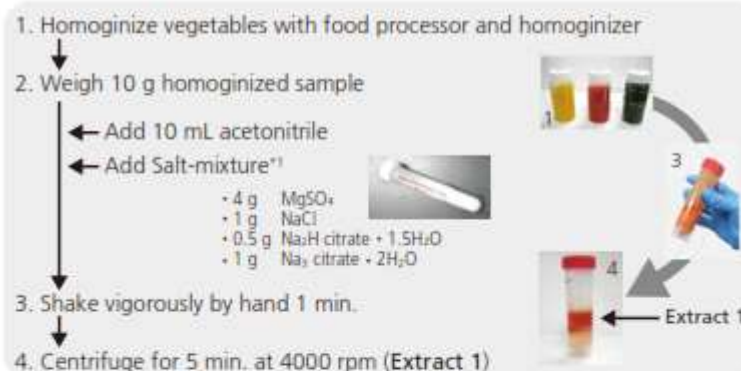 1. Homoginize vegetables with food processor and homoginizer
2. Weigh 10 g homoginized sample
Add 10 mL acetonitrile
Add Salt-mixture*¹
• 4 g MgSO₄
• 1 g NaCl
• 0.5 g Na₂H citrate • 1.5H₂O
• 1 g Na₃ citrate • 2H₂O
3. Shake vigorously by hand 1 min.
4. Centrifuge for 5 min. at 4000 rpm (Extract 1)
1
3
4
Extract 1